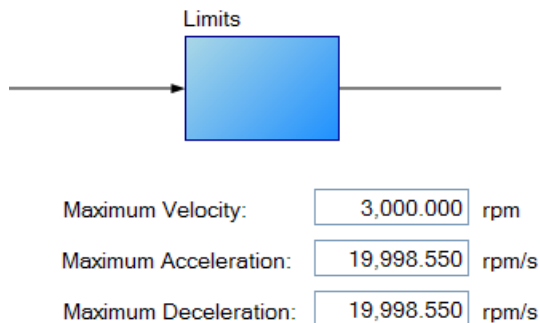 Limits
Maximum Velocity: 3,000.000 rpm
Maximum Acceleration: 19,998.550 rpm/s
Maximum Deceleration: 19,998.550 rpm/s